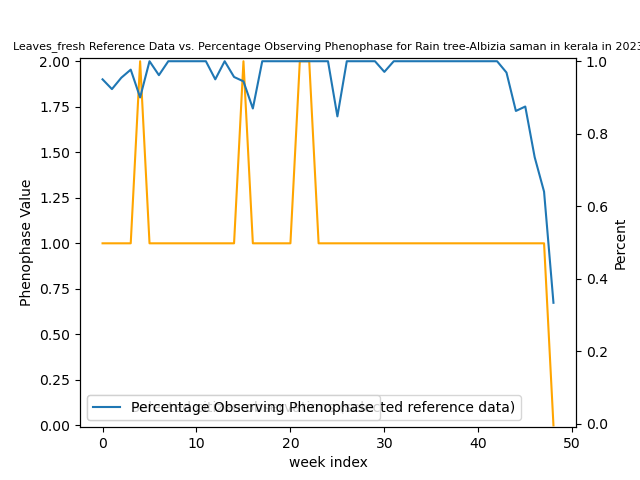 Leaves_fresh Reference Data vs. Percentage Observing Phenophase for Rain tree-Albizia saman in kerala in 2023
2.00
1.75
1.50
1.25
1.00
0.75
0.50
0.25
0.00
Phenophase Value
1.0
0.8
0.6
0.4
0.2
0.0
Percent
Percentage Observing Phenophase
ted reference data)
0 10 20 30 40 50
week index